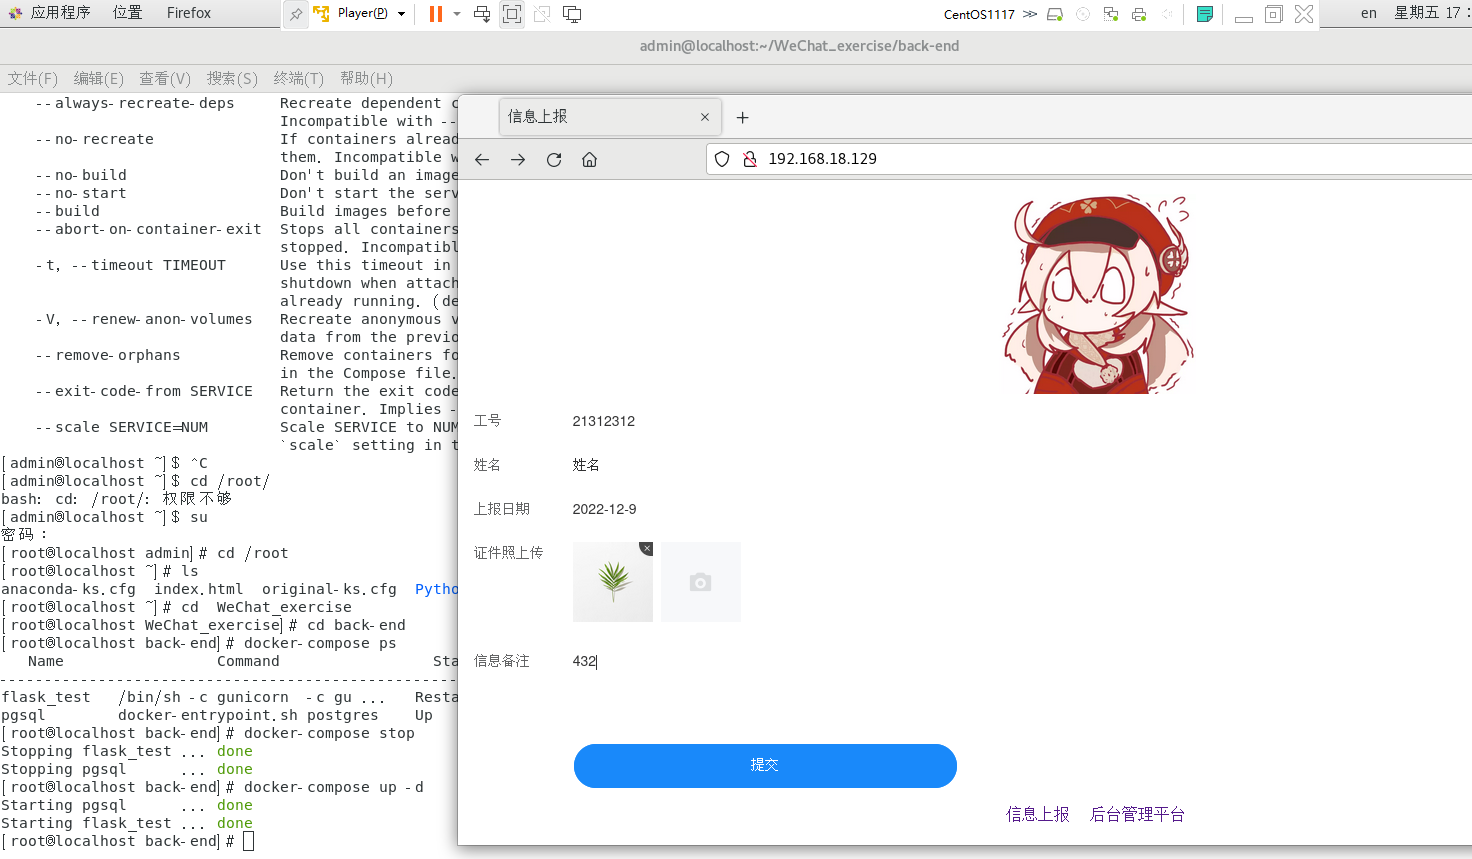 应用程序 位置 Firefox Player(P) CentOS1117 en 星期五 17 :
admin@localhost:~/WeChat_exercise/back-end
文件(F) 编辑(E) 查看(V) 搜索(S) 终端(T) 帮助(H)
--always-recreate-deps Recreate dependent c
Incompatible with --
--no-recreate If containers alread
them. Incompatible w
--no-build Don't build an image
--no-start Don't start the serv
--build Build images before
--abort-on-container-exit Stops all containers
stopped. Incompatibl
-t, --timeout TIMEOUT Use this timeout in
shutdown when attach
already running. (de
-V, --renew-anon-volumes Recreate anonymous v
data from the previo
--remove-orphans Remove containers fo
in the Compose file.
--exit-code-from SERVICE Return the exit code
container. Implies -
--scale SERVICE=NUM Scale SERVICE to NUM
`scale` setting in t
[admin@localhost ~]$ ^C
[admin@localhost ~]$ cd /root/
bash: cd: /root/: 权限不够
[admin@localhost ~]$ su
密码：
[root@localhost admin]# cd /root
[root@localhost ~]# ls
anaconda-ks.cfg index.html original-ks.cfg Pytho
[root@localhost ~]# cd WeChat_exercise
[root@localhost WeChat_exercise]# cd back-end
[root@localhost back-end]# docker-compose ps
Name Command Sta
--------------------------------------------------
flask_test /bin/sh -c gunicorn -c gu ... Resta
pgsql docker-entrypoint.sh postgres Up
[root@localhost back-end]# docker-compose stop
Stopping flask_test ... done
Stopping pgsql ... done
[root@localhost back-end]# docker-compose up -d
Starting pgsql ... done
Starting flask_test ... done
[root@localhost back-end]#
信息上报
192.168.18.129
工号 21312312
姓名 姓名
上报日期 2022-12-9
证件照上传
信息备注 432
提交
信息上报 后台管理平台